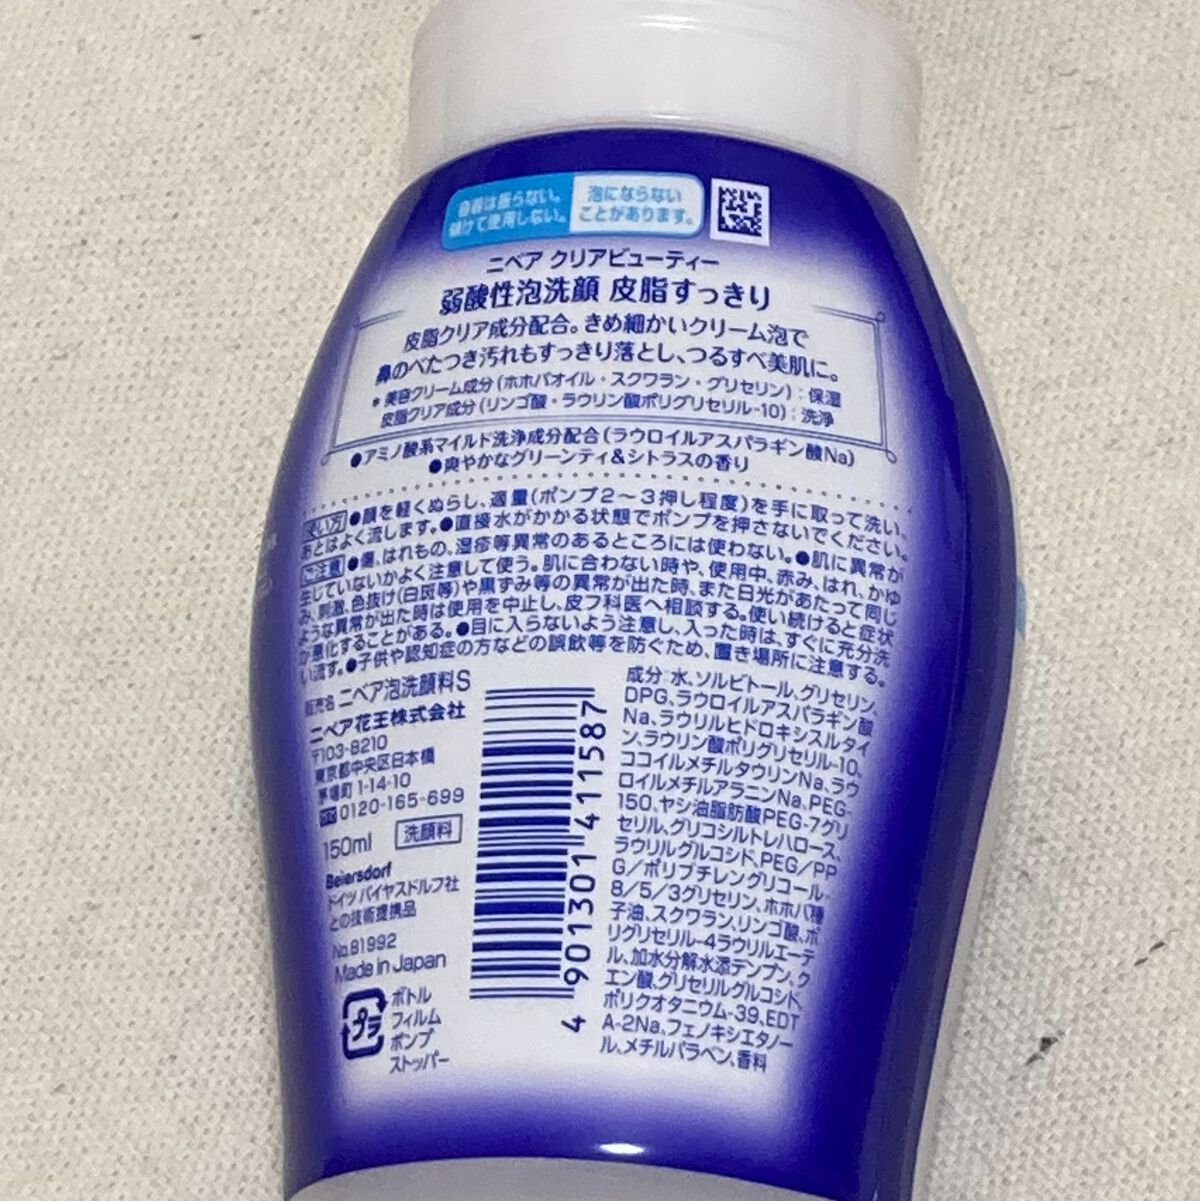 容器は振らない。
傾けて使用しない。
泡にならない
ことがあります。
ニベア クリアビューティー
弱酸性泡洗顔 皮脂すっきり
皮脂クリア成分配合。きめ細かいクリーム泡で
鼻のべたつき汚れもすっきり落とし、つるすべ美肌に。
*美容クリーム成分(ホホバオイル・スクワラン・グリセリン):保湿
皮脂クリア成分(リンゴ酸・ラウリン酸ポリグリセリル-10):洗浄
●アミノ酸系マイルド洗浄成分配合(ラウロイルアスパラギン酸Na)
●爽やかなグリーンティ&シトラスの香り
使い方 ●顔を軽くぬらし、適量(ポンプ2~3押し程度)を手に取って洗い、
あとはよく流します。●直接水がかかる状態でポンプを押さないでください。
ご注意 ●傷、はれもの、湿疹等異常のあるところには使わない。●肌に異常が
生じていないかよく注意して使う。肌に合わない時や、使用中、赤み、はれ、かゆ
み、刺激、色抜け(白斑等)や黒ずみ等の異常が出た時、また日光があたって同じ
ような異常が出た時は使用を中止し、皮フ科医へ相談する。使い続けると症状
が悪化することがある。●目に入らないよう注意し、入った時は、すぐに充分洗
い流す。●子供や認知症の方などの誤飲等を防ぐため、置き場所に注意する。
販売名 ニベア泡洗顔料S
ニベア花王株式会社
〒103-8210
東京都中央区日本橋
茅場町1-14-10
0120-165-699
150ml 洗顔料
Beiersdorf
ドイツ バイヤスドルフ社
との技術提携品
No.81992
Made in Japan
プラ
ボトル
フィルム
ポンプ
ストッパー
4 901301 411587
成分 水、ソルビトール、グリセリン、
DPG、ラウロイルアスパラギン酸
Na、ラウリルヒドロキシスルタイ
ン、ラウリン酸ポリグリセリル-10、
ココイルメチルタウリンNa、ラウ
ロイルメチルアラニンNa、PEG-
150、ヤシ油脂肪酸PEG-7グリ
セリル、グリコシルトレハロース、
ラウリルグルコシド、PEG/PP
G/ポリブチレングリコール-
8/5/3グリセリン、ホホバ種
子油、スクワラン、リンゴ酸、ポ
リグリセリル-4ラウリルエーテ
ル、加水分解水添デンプン、ク
エン酸、グリセリルグルコシド、
ポリクオタニウム-39、EDT
A-2Na、フェノキシエタノー
ル、メチルパラベン、香料